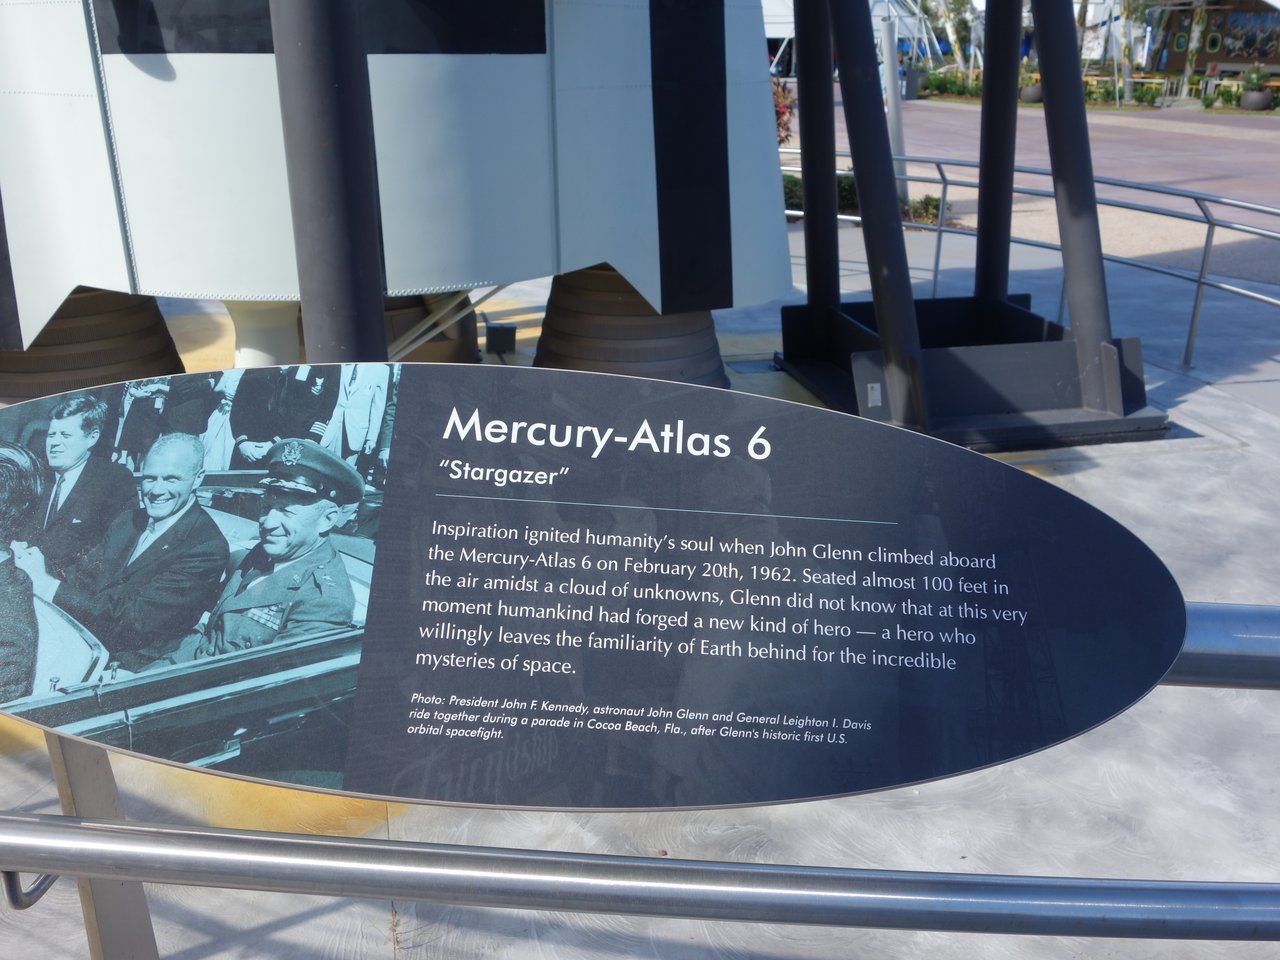 Mercury-Atlas 6
“Stargazer”
Inspiration ignited humanity’s soul when John Glenn climbed aboard
the Mercury-Atlas 6 on February 20th, 1962. Seated almost 100 feet in
the air amidst a cloud of unknowns, Glenn did not know that at this very
moment humankind had forged a new kind of hero — a hero who
willingly leaves the familiarity of Earth behind for the incredible
mysteries of space.
Photo: President John F. Kennedy, astronaut John Glenn and General Leighton I. Davis
ride together during a parade in Cocoa Beach, Fla., after Glenn's historic first U.S.
orbital spacefight.
Friendship